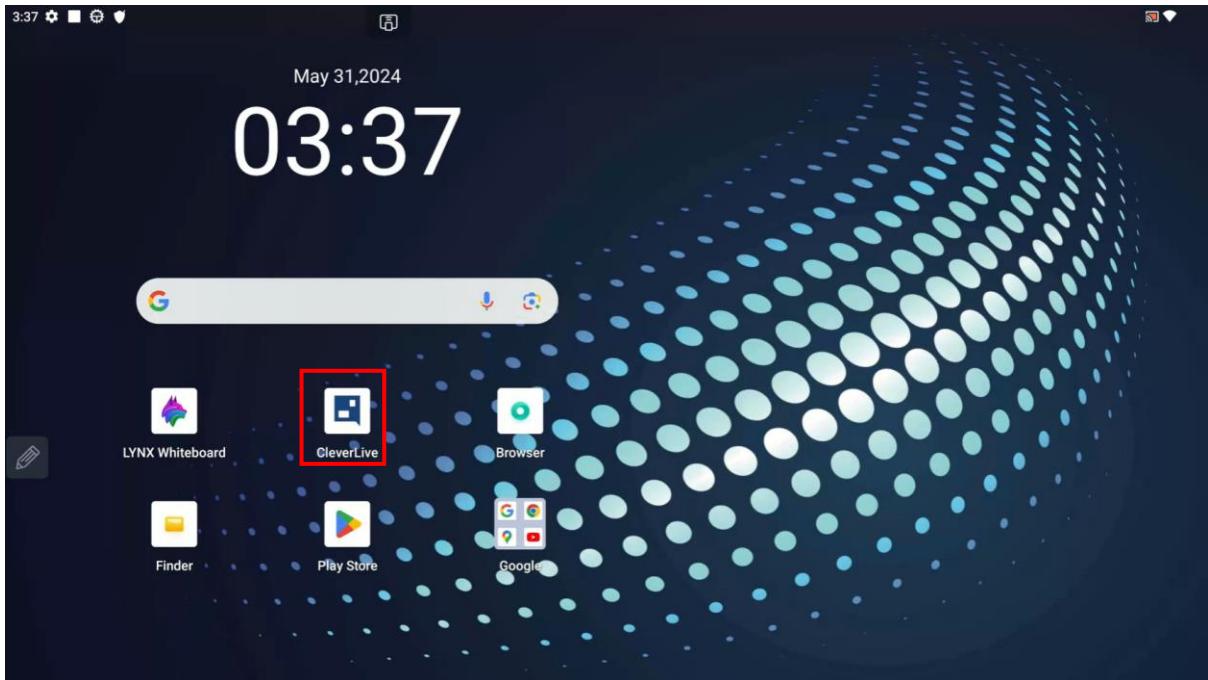 3:37
May 31,2024
03:37
LYNX Whiteboard
CleverLive
Browser
Finder
Play Store
Google